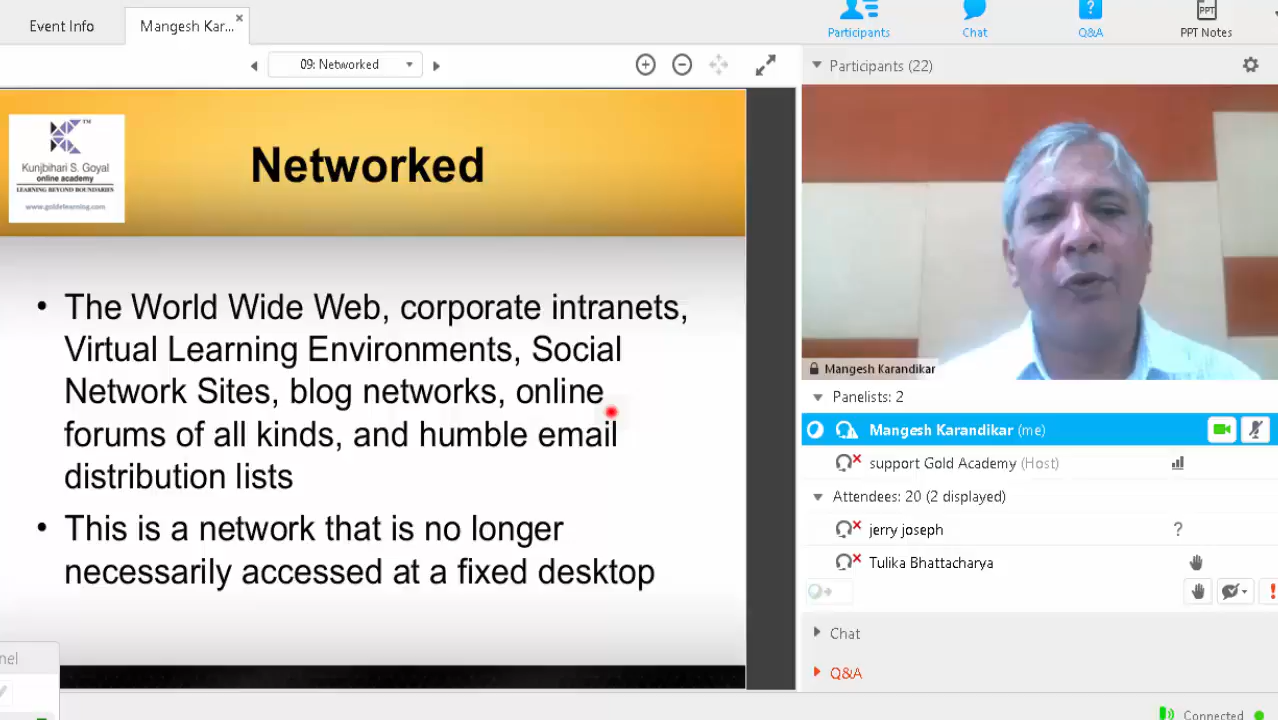 Event Info
Mangesh Kar...
Participants
Chat
Q&A
PPT Notes
09: Networked
Participants (22)
TM
Kunjbihari S. Goyal
online academy
LEARNING BEYOND BOUNDARIES
www.goldelearning.com
Networked
• The World Wide Web, corporate intranets,
Virtual Learning Environments, Social
Network Sites, blog networks, online
forums of all kinds, and humble email
distribution lists
• This is a network that is no longer
necessarily accessed at a fixed desktop
Mangesh Karandikar
Panelists: 2
Mangesh Karandikar (me)
support Gold Academy (Host)
Attendees: 20 (2 displayed)
jerry joseph
?
Tulika Bhattacharya
Chat
Q&A
nel
Connected